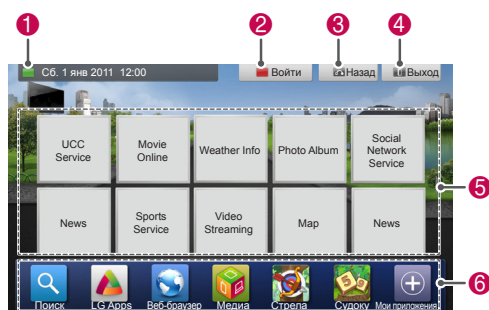 1 2 3 4
Сб. 1 янв 2011 12:00 Войти Назад Выход
UCC Service Movie Online Weather Info Photo Album Social Network Service
5
News Sports Service Video Streaming Map News
6
Поиск LG Apps Веб-браузер Медиа Стрела Судоку Мои приложения